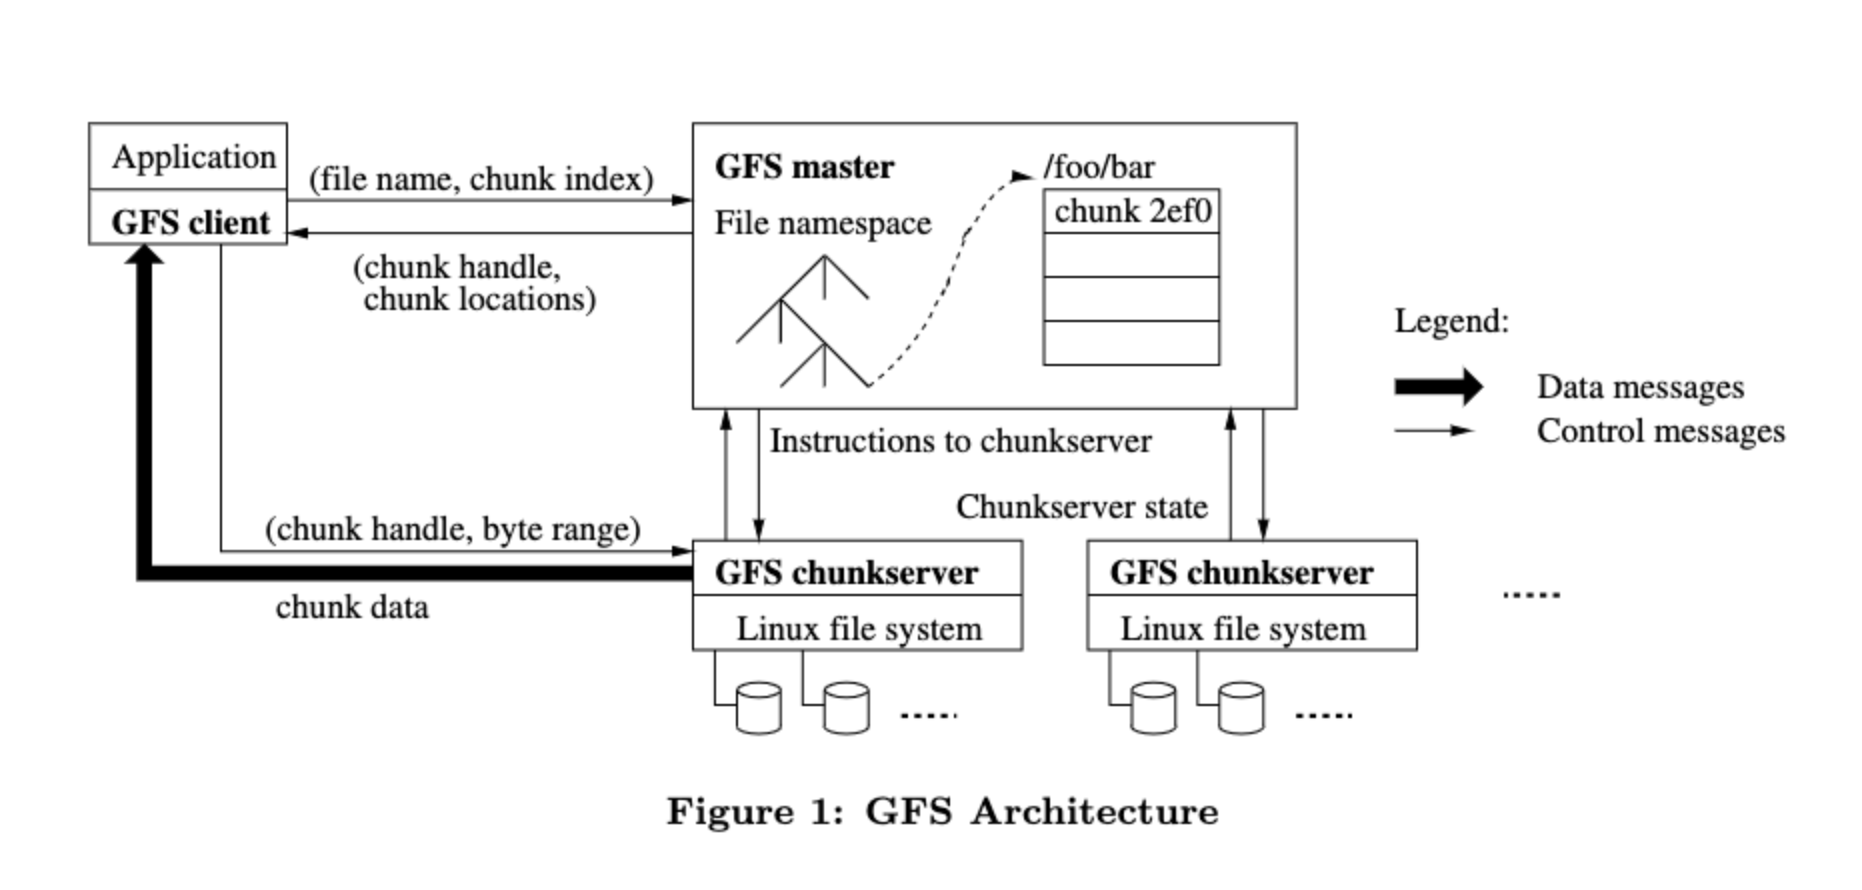 Application
GFS client
(file name, chunk index)
(chunk handle,
chunk locations)
GFS master
File namespace
/foo/bar
chunk 2ef0
Legend:
Data messages
Control messages
Instructions to chunkserver
Chunkserver state
(chunk handle, byte range)
chunk data
GFS chunkserver
Linux file system
GFS chunkserver
Linux file system
Figure 1: GFS Architecture